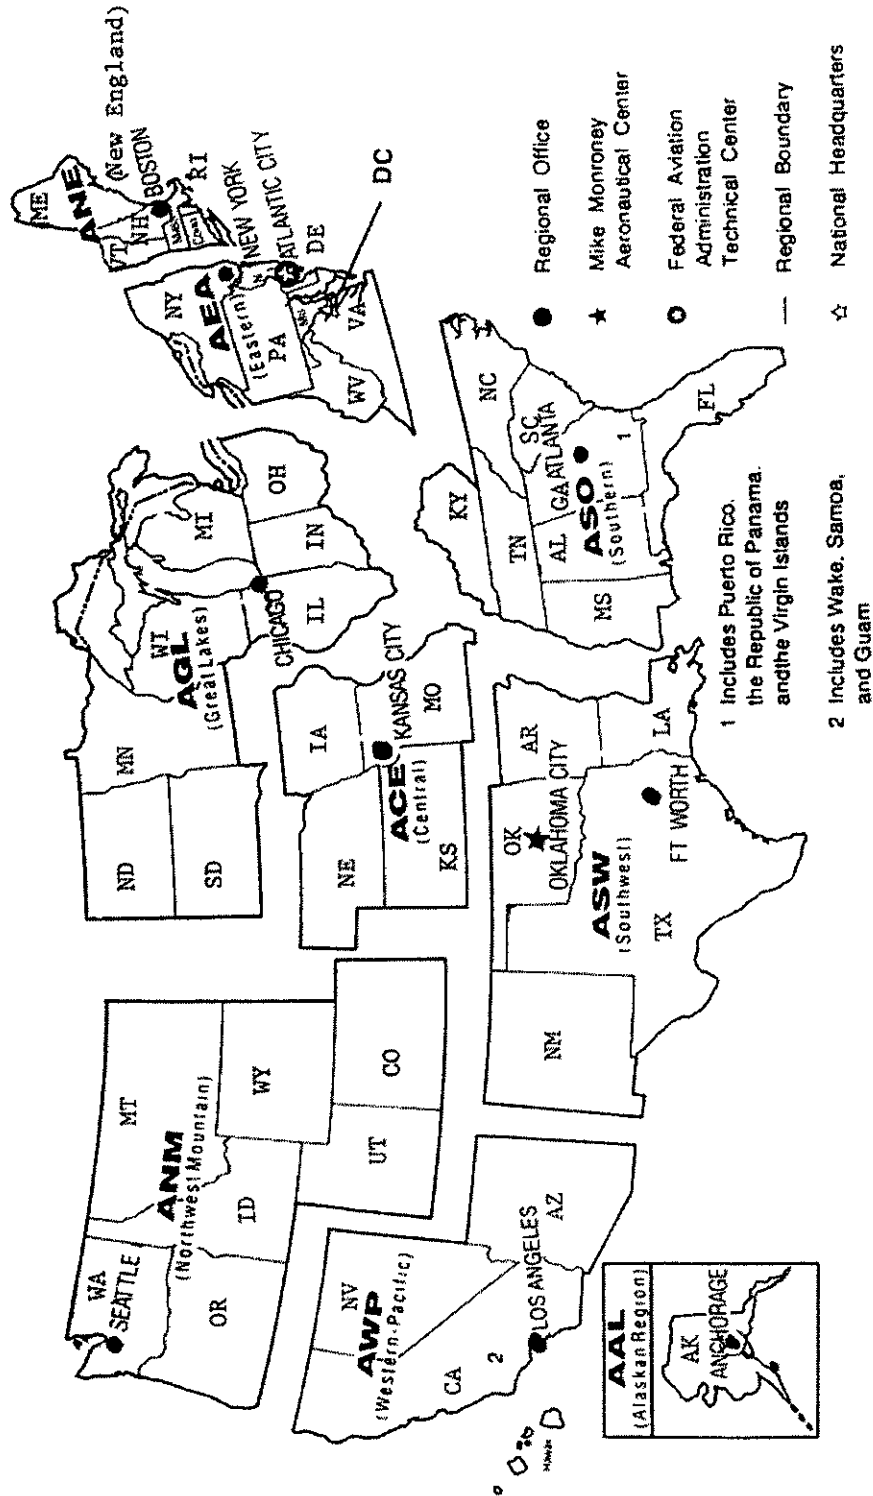 WA
SEATTLE
OR
MT
ANM
(Northwest Mountain)
ID
WY
UT
CO
NV
AWP
(Western-Pacific)
CA
2
LOS ANGELES
AZ
HAWAII
AAL
(Alaskan Region)
AK
ANCHORAGE
ND
SD
MN
WI
AGL
(Great Lakes)
MI
CHICAGO
IL
IN
OH
NE
IA
ACE
(Central)
KANSAS CITY
KS
MO
NM
OK
OKLAHOMA CITY
AR
ASW
(Southwest)
TX
FT WORTH
LA
KY
TN
NC
SC
MS
AL
GA
ATLANTA
ASO
(Southern)
1
FL
ME
ANE
(New England)
VT
NH
BOSTON
Mass
Conn
RI
NY
AEA
(Eastern)
NEW YORK
PA
ATLANTIC CITY
DE
WV
VA
DC
Regional Office
Mike Monroney
Aeronautical Center
Federal Aviation
Administration
Technical Center
Regional Boundary
National Headquarters
1 Includes Puerto Rico.
the Republic of Panama.
andthe Virgin Islands
2 Includes Wake, Samoa,
and Guam